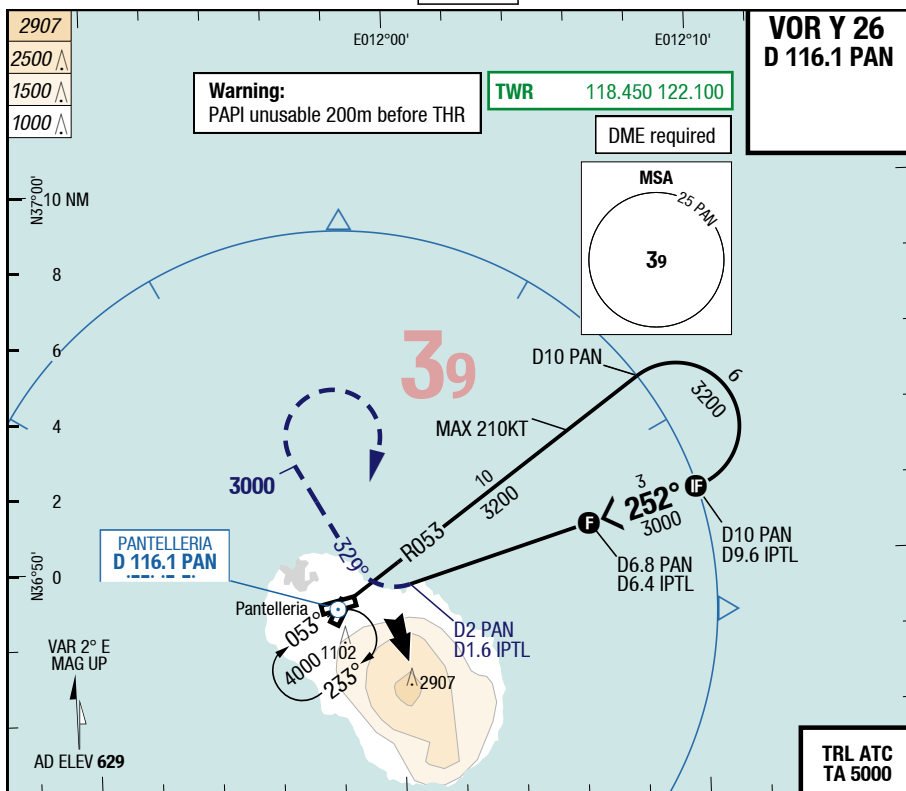 2907
2500
1500
1000
E012°00'
E012°10'
VOR Y 26
D 116.1 PAN
Warning:
PAPI unusable 200m before THR
TWR 118.450 122.100
DME required
MSA
25 PAN
39
N37°00'
10 NM
8
6
4
2
0
N36°50'
39
D10 PAN
6
3200
MAX 210KT
10
3200
R053
3000
329°
3
252°
3000
IF
F
D10 PAN
D9.6 IPTL
D6.8 PAN
D6.4 IPTL
PANTELLERIA
D 116.1 PAN
Pantelleria
D2 PAN
D1.6 IPTL
053°
4000
233°
1102
2907
VAR 2° E
MAG UP
AD ELEV 629
TRL ATC
TA 5000